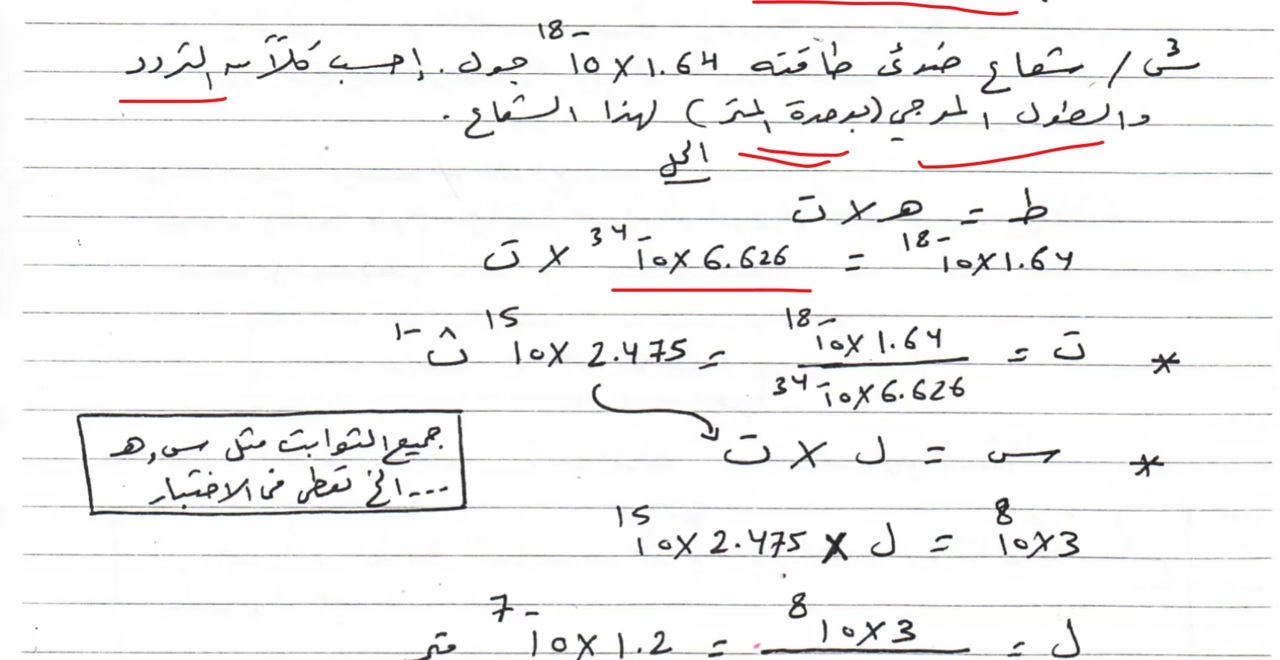 س3 / شعاع ضوئي طاقته 1.64 × 10^-18 جول . إحسب كلاً من التردد
والطول الموجي (بوحدة المتر) لهذا الشعاع .
الحل
ط = هـ × ت
1.64 × 10^-18 = 6.626 × 10^-34 × ت
* ت = 1.64 × 10^-18 / 6.626 × 10^-34 = 2.475 × 10^15 ث^-1
* س = ل × ت
جميع الثوابت مثل س, هـ
... الخ تعطى في الاختبار
3 × 10^8 = ل × 2.475 × 10^15
ل = 3 × 10^8 = 1.2 × 10^-7 متر